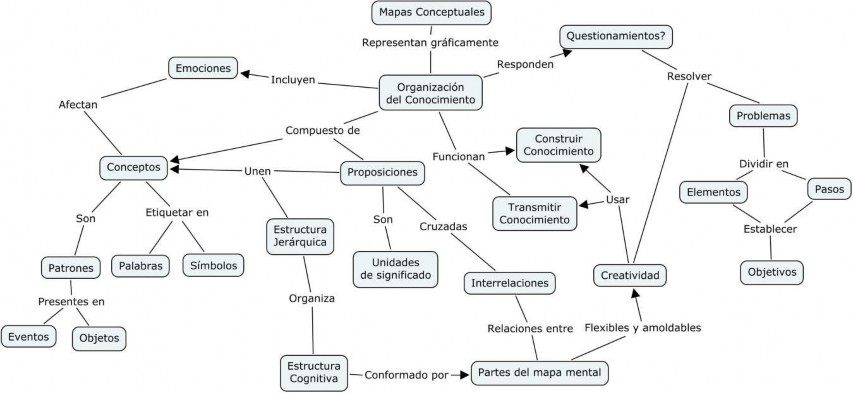 Mapas Conceptuales
Representan gráficamente
Questionamientos?
Responden
Emociones
Incluyen
Organización
del Conocimiento
Resolver
Afectan
Compuesto de
Problemas
Construir
Conocimiento
Funcionan
Conceptos
Unen
Proposiciones
Dividir en
Elementos
Pasos
Usar
Transmitir
Conocimiento
Son
Etiquetar en
Estructura
Jerárquica
Son
Cruzadas
Establecer
Patrones
Palabras
Símbolos
Unidades
de significado
Interrelaciones
Creatividad
Objetivos
Presentes en
Organiza
Eventos
Objetos
Relaciones entre
Flexibles y amoldables
Estructura
Cognitiva
Conformado por
Partes del mapa mental